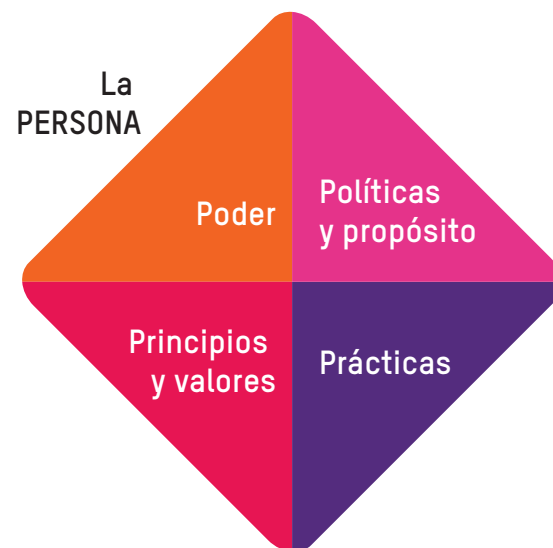 La
PERSONA
Poder
Políticas
y propósito
Principios
y valores
Prácticas